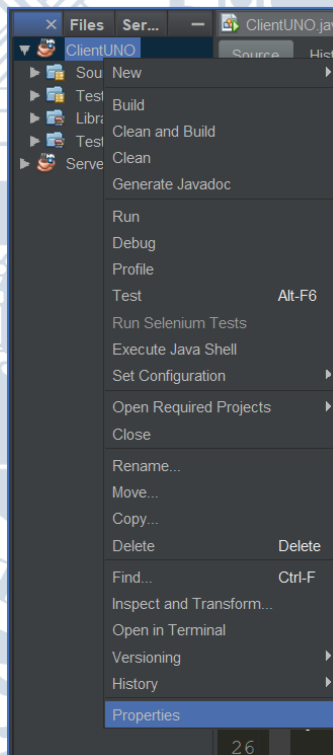 Files Ser... ClientUNO.jav
ClientUNO
Source Hist
Sou
Test
Libra
Test
Serve
New
Build
Clean and Build
Clean
Generate Javadoc
Run
Debug
Profile
Test Alt-F6
Run Selenium Tests
Execute Java Shell
Set Configuration
Open Required Projects
Close
Rename...
Move...
Copy...
Delete Delete
Find... Ctrl-F
Inspect and Transform...
Open in Terminal
Versioning
History
Properties
26